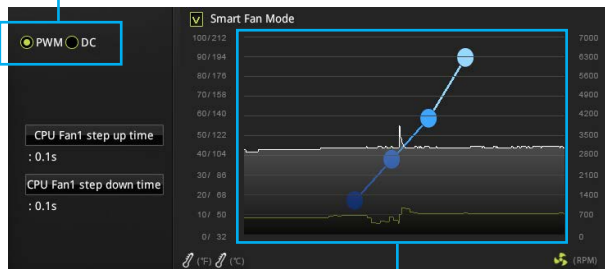 Smart Fan Mode
PWM DC
CPU Fan1 step up time
: 0.1s
CPU Fan1 step down time
: 0.1s
100/212 7000
90/194 6300
80/176 5600
70/158 4900
60/140 4200
50/122 3500
40/104 2800
30/ 86 2100
20/ 68 1400
10/ 50 700
0/ 32 0
(°F) (°C) (RPM)